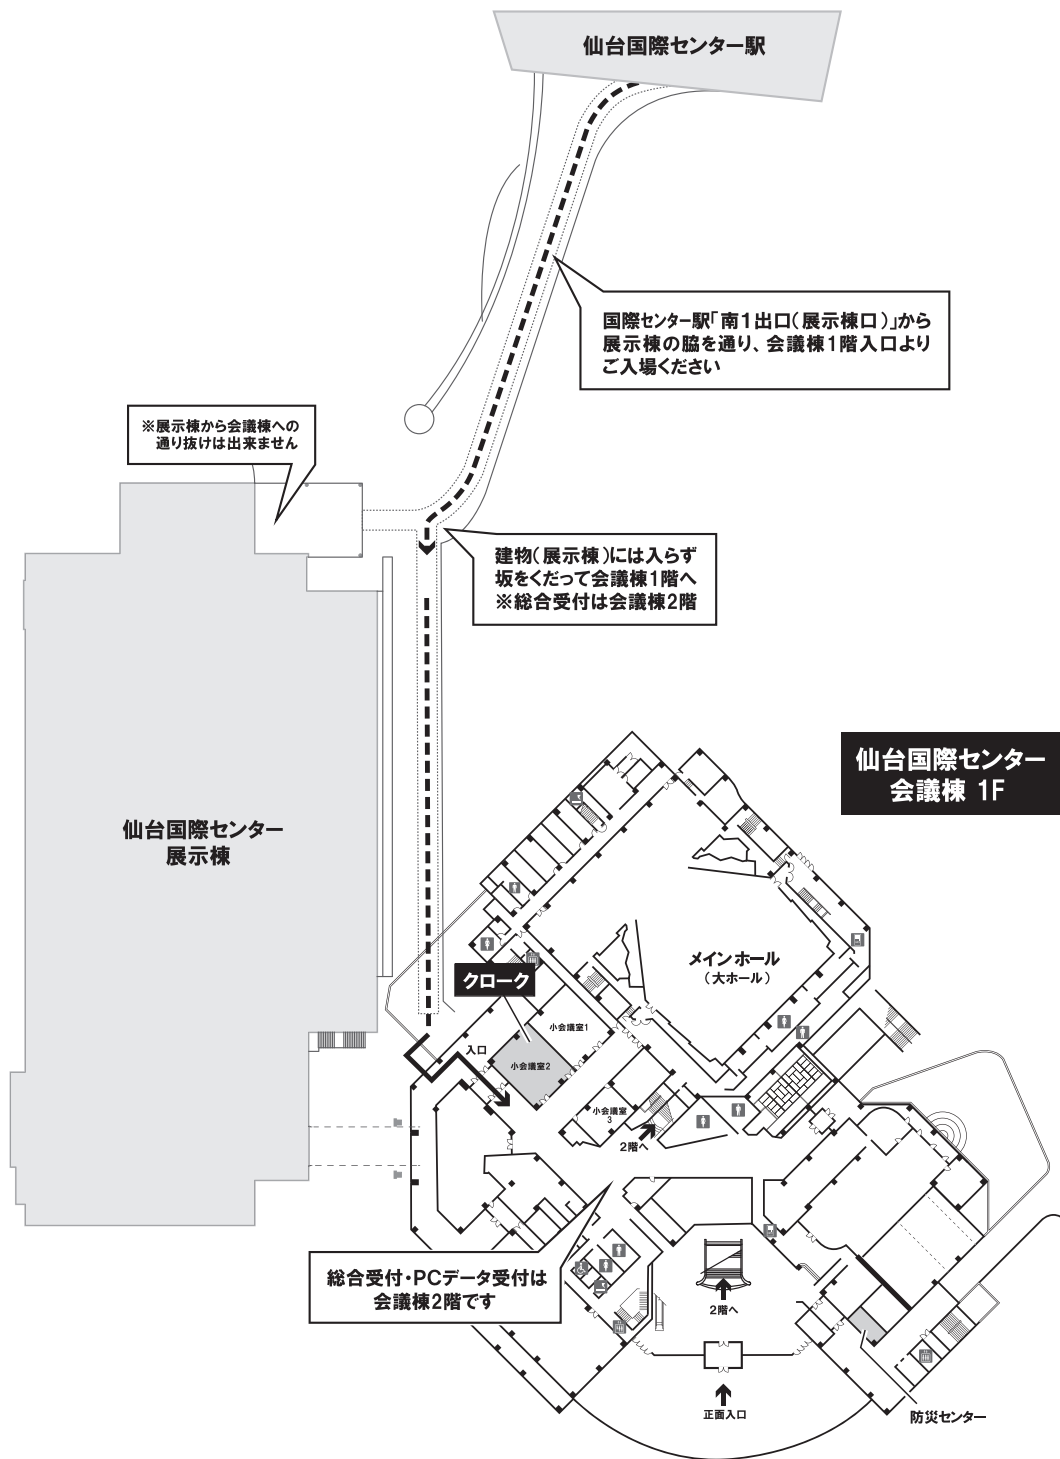 仙台国際センター駅
国際センター駅「南1出口(展示棟口)」から
展示棟の脇を通り、会議棟1階入口より
ご入場ください
※展示棟から会議棟への
通り抜けは出来ません
建物(展示棟)には入らず
坂をくだって会議棟1階へ
※総合受付は会議棟2階
仙台国際センター
会議棟 1F
仙台国際センター
展示棟
メインホール
(大ホール)
クローク
小会議室1
入口
小会議室2
小会議室
3
2階へ
総合受付・PCデータ受付は
会議棟2階です
2階へ
正面入口
防災センター